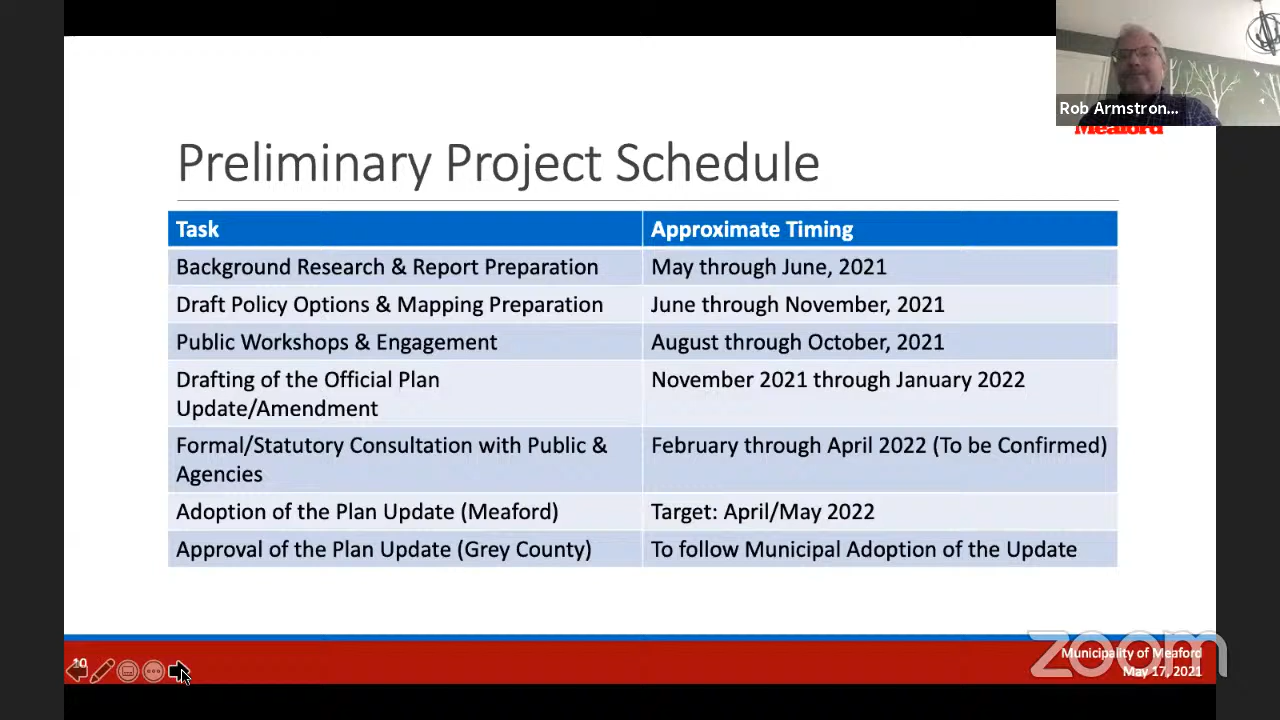 Rob Armstron...
Meaford
Preliminary Project Schedule
Task Approximate Timing
Background Research & Report Preparation May through June, 2021
Draft Policy Options & Mapping Preparation June through November, 2021
Public Workshops & Engagement August through October, 2021
Drafting of the Official Plan November 2021 through January 2022
Update/Amendment
Formal/Statutory Consultation with Public & February through April 2022 (To be Confirmed)
Agencies
Adoption of the Plan Update (Meaford) Target: April/May 2022
Approval of the Plan Update (Grey County) To follow Municipal Adoption of the Update
10
zoom
Municipality of Meaford
May 17, 2021